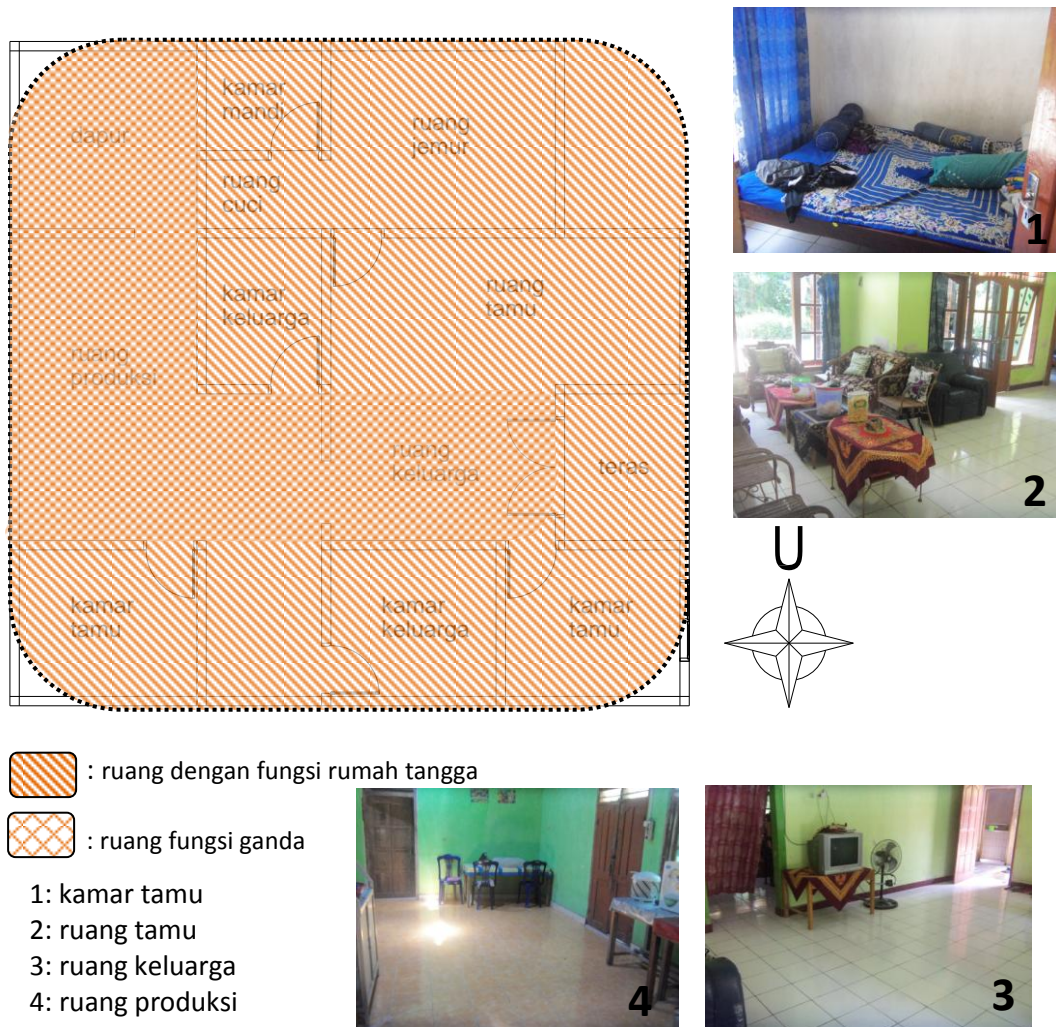 kamar
mandi
dapur
ruang
jemur
ruang
cuci
kamar
keluarga
ruang
tamu
ruang
produksi
ruang
keluarga
teras
kamar
tamu
kamar
keluarga
kamar
tamu
1
2
U
: ruang dengan fungsi rumah tangga
: ruang fungsi ganda
1: kamar tamu
2: ruang tamu
3: ruang keluarga
4: ruang produksi
4
3